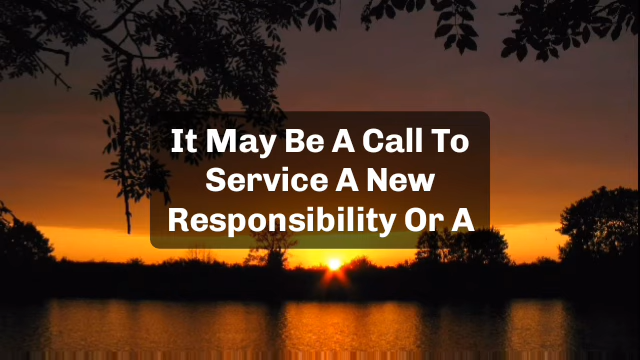 It May Be A Call To
Service A New
Responsibility Or A